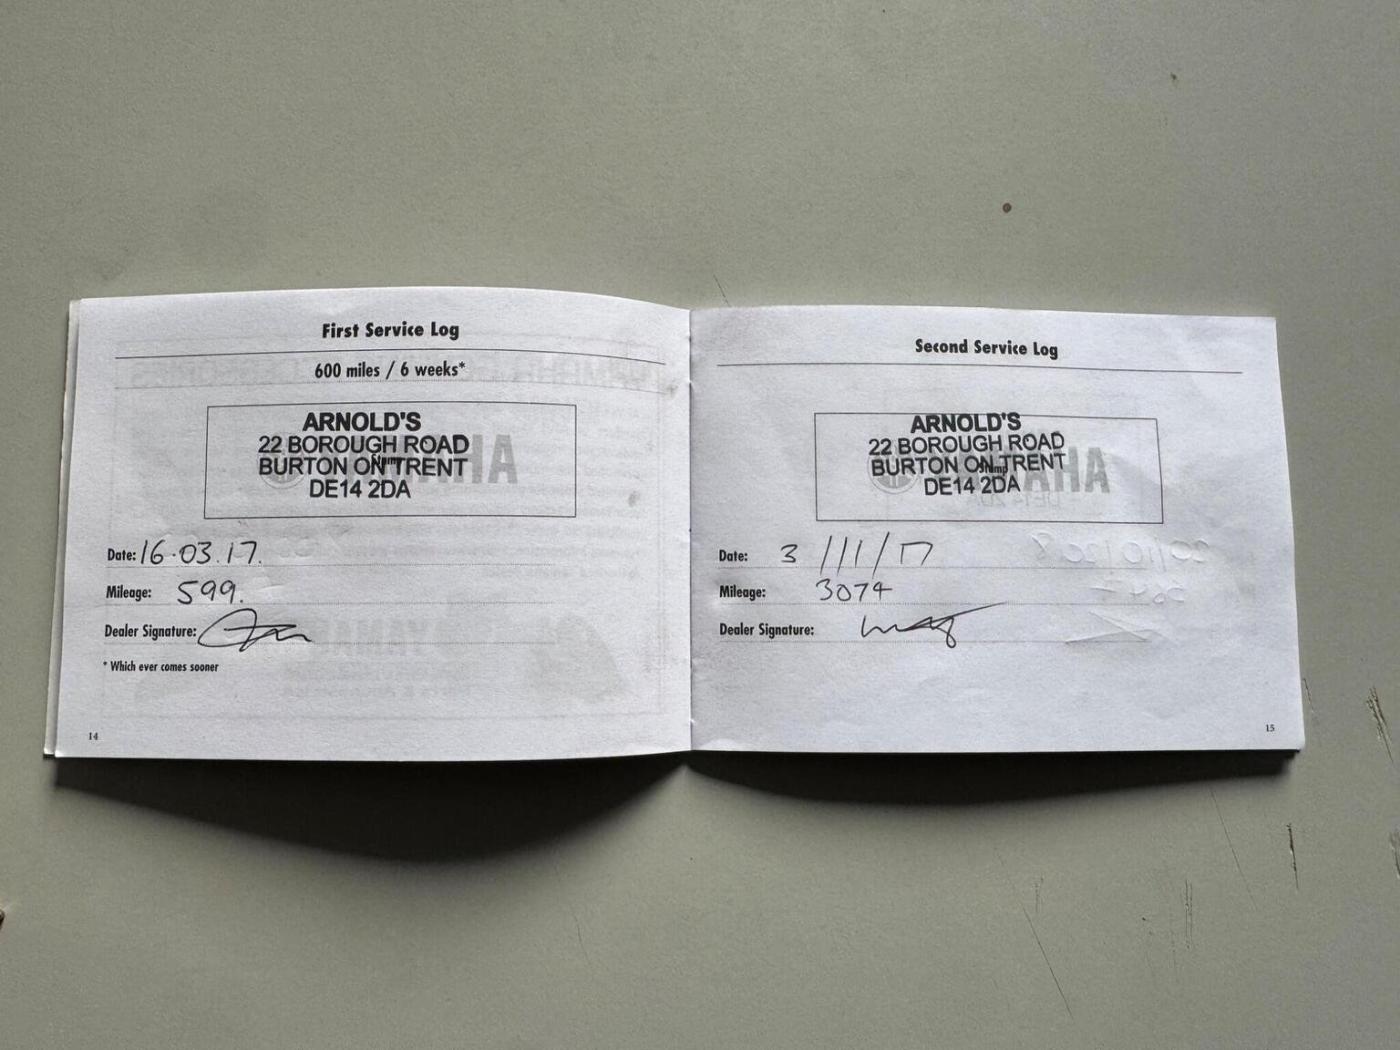 First Service Log
600 miles / 6 weeks*
ARNOLD'S
22 BOROUGH ROAD
BURTON ON TRENT
DE14 2DA
Date: 16.03.17.
Mileage: 599.
Dealer Signature:
* Which ever comes sooner
14
Second Service Log
ARNOLD'S
22 BOROUGH ROAD
BURTON ON TRENT
DE14 2DA
Date: 3/11/17
Mileage: 3074
Dealer Signature:
15